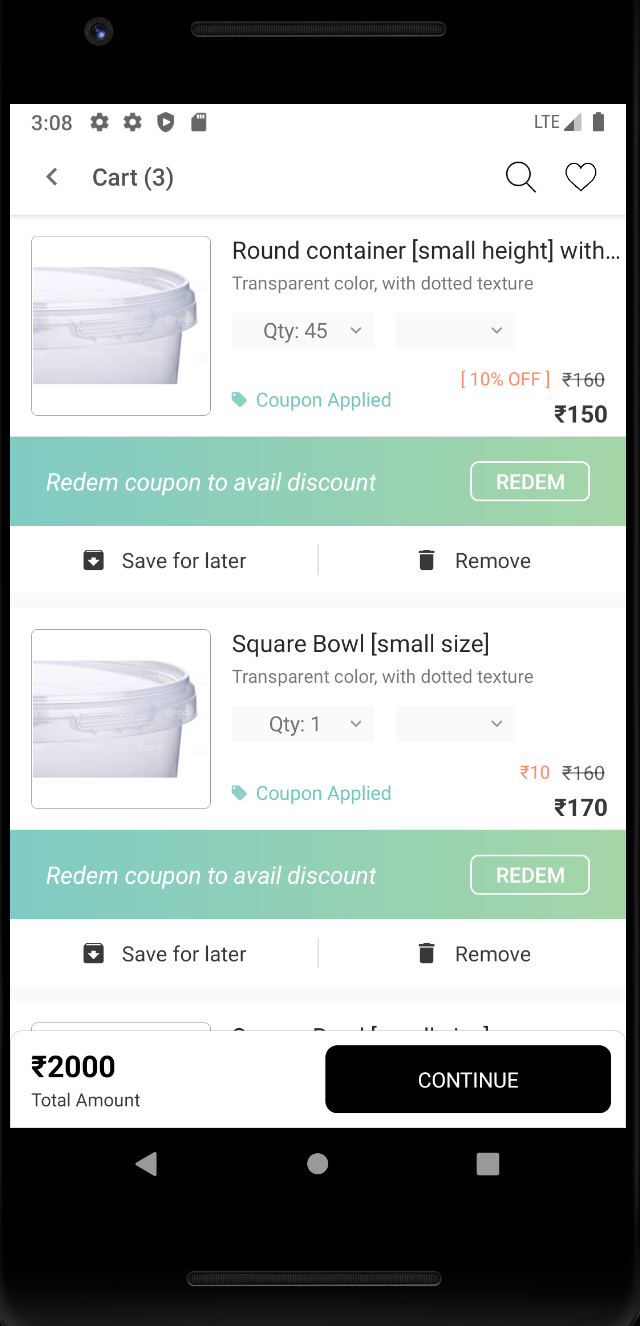 3:08
LTE
Cart (3)
Round container [small height] with...
Transparent color, with dotted texture
Qty: 45
[ 10% OFF ] ₹160
Coupon Applied
₹150
Redem coupon to avail discount
REDEM
Save for later
Remove
Square Bowl [small size]
Transparent color, with dotted texture
Qty: 1
₹10 ₹160
Coupon Applied
₹170
Redem coupon to avail discount
REDEM
Save for later
Remove
₹2000
CONTINUE
Total Amount